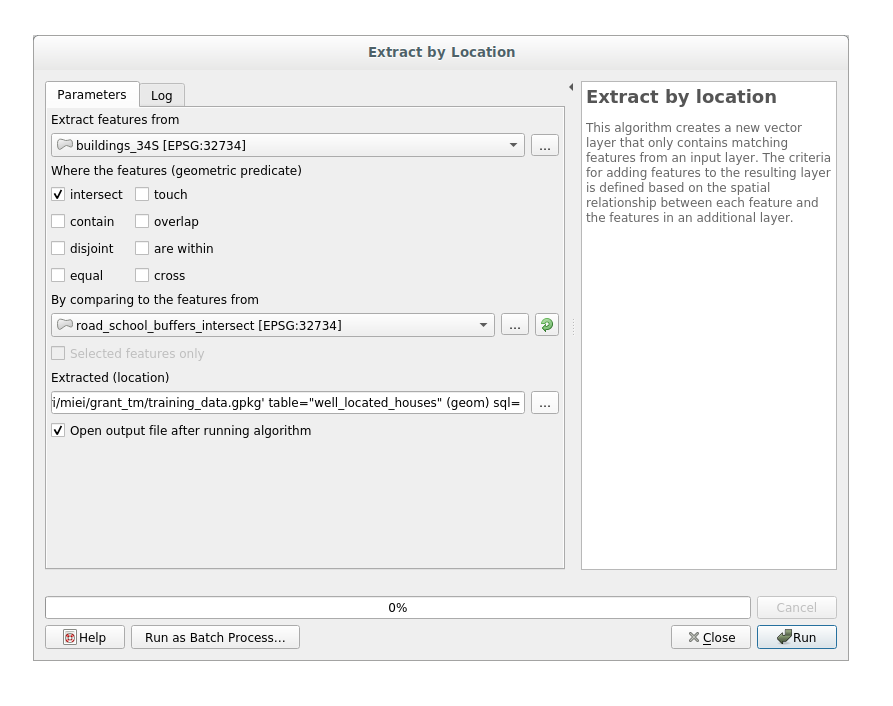 Extract by Location
Parameters
Log
Extract features from
buildings_34S [EPSG:32734]
...
Where the features (geometric predicate)
intersect
touch
contain
overlap
disjoint
are within
equal
cross
By comparing to the features from
road_school_buffers_intersect [EPSG:32734]
...
Selected features only
Extracted (location)
i/miei/grant_tm/training_data.gpkg' table="well_located_houses" (geom) sql=
...
Open output file after running algorithm
Extract by location
This algorithm creates a new vector
layer that only contains matching
features from an input layer. The criteria
for adding features to the resulting layer
is defined based on the spatial
relationship between each feature and
the features in an additional layer.
0%
Cancel
Help
Run as Batch Process...
Close
Run